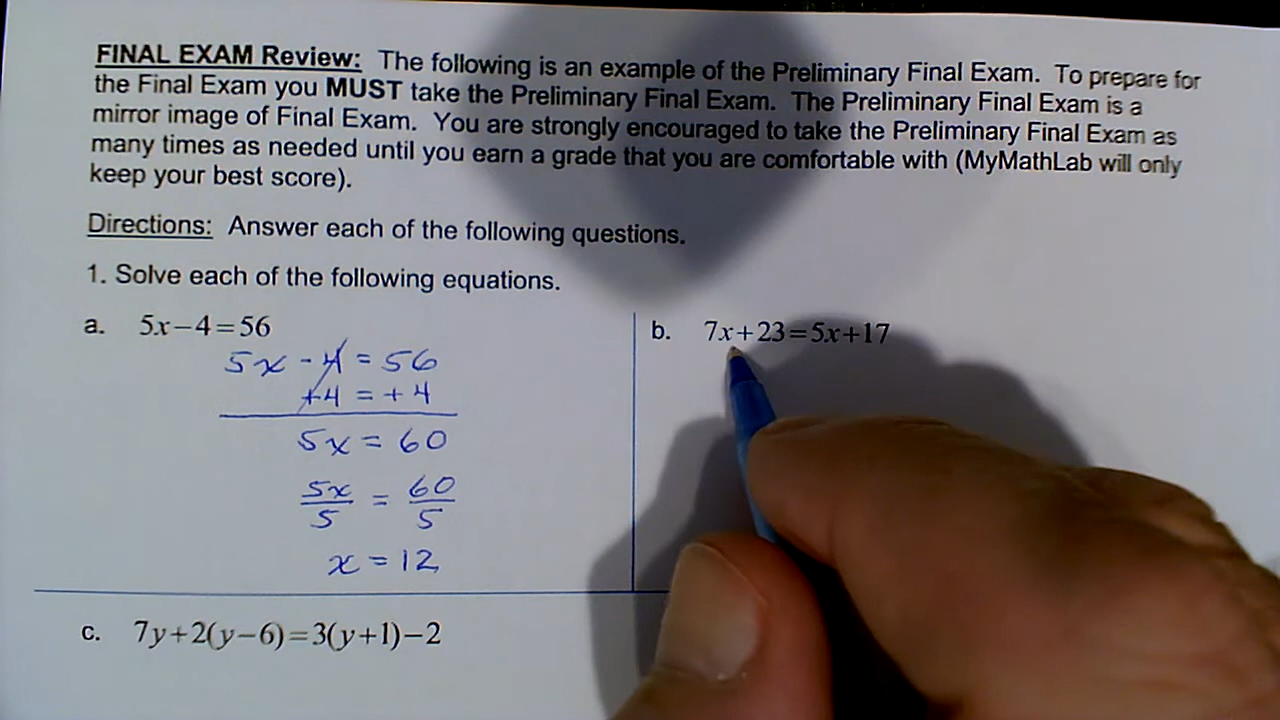 FINAL EXAM Review: The following is an example of the Preliminary Final Exam. To prepare for
the Final Exam you MUST take the Preliminary Final Exam. The Preliminary Final Exam is a
mirror image of Final Exam. You are strongly encouraged to take the Preliminary Final Exam as
many times as needed until you earn a grade that you are comfortable with (MyMathLab will only
keep your best score).
Directions: Answer each of the following questions.
1. Solve each of the following equations.
a. 5x−4=56
5x - 4 = 56
+4 = +4
5x = 60
5x/5 = 60/5
x = 12
b. 7x+23=5x+17
c. 7y+2(y−6)=3(y+1)−2